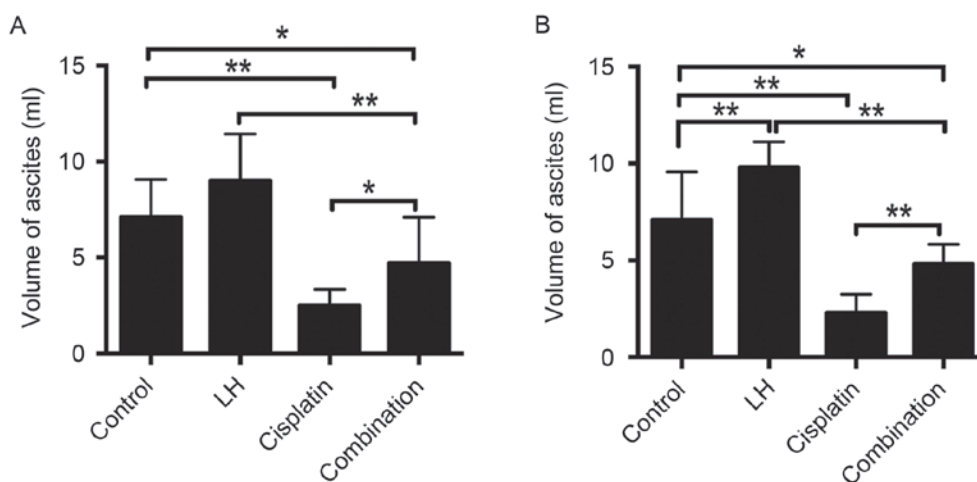 A
*
**
**
*
15
10
5
0
Volume of ascites (ml)
Control
LH
Cisplatin
Combination
B
*
**
**
**
**
15
10
5
0
Volume of ascites (ml)
Control
LH
Cisplatin
Combination